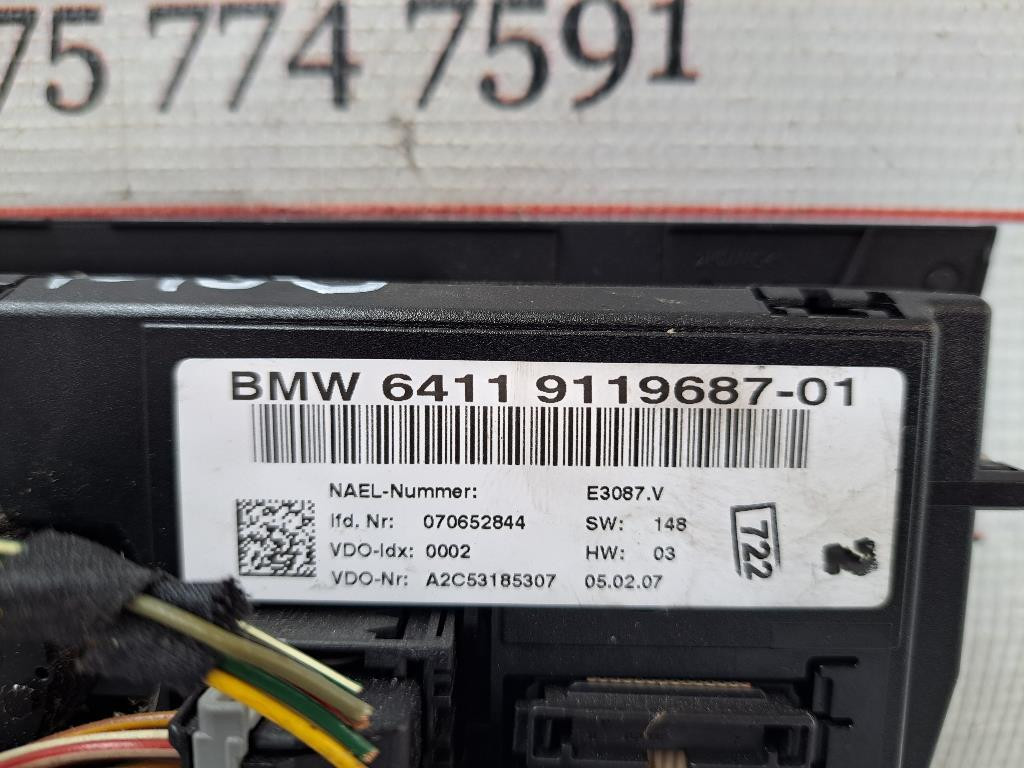 75 774 7591
BMW 6411 9119687-01
NAEL-Nummer: E3087.V
lfd. Nr: 070652844 SW: 148
VDO-Idx: 0002 HW: 03
VDO-Nr: A2C53185307 05.02.07
722
2